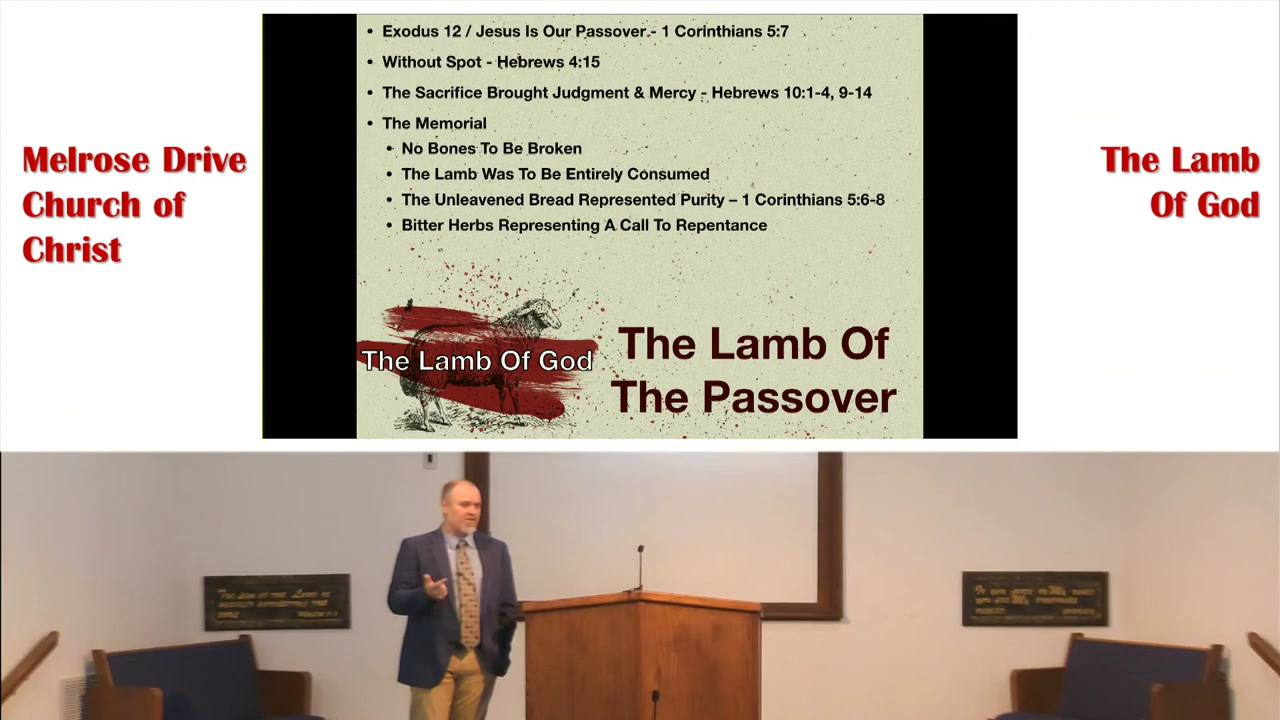 Melrose Drive
Church of
Christ
• Exodus 12 / Jesus Is Our Passover - 1 Corinthians 5:7
• Without Spot - Hebrews 4:15
• The Sacrifice Brought Judgment & Mercy - Hebrews 10:1-4, 9-14
• The Memorial
• No Bones To Be Broken
• The Lamb Was To Be Entirely Consumed
• The Unleavened Bread Represented Purity – 1 Corinthians 5:6-8
• Bitter Herbs Representing A Call To Repentance
The Lamb Of God
The Lamb Of
The Passover
The Lamb
Of God